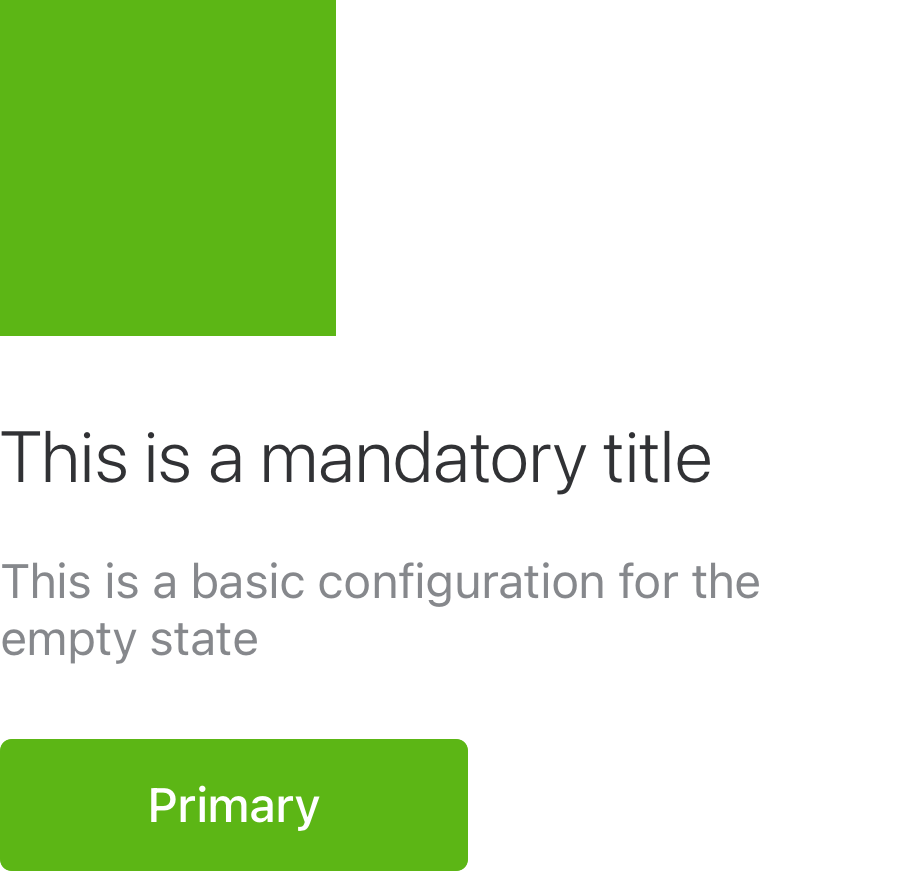 This is a mandatory title
This is a basic configuration for the
empty state
Primary